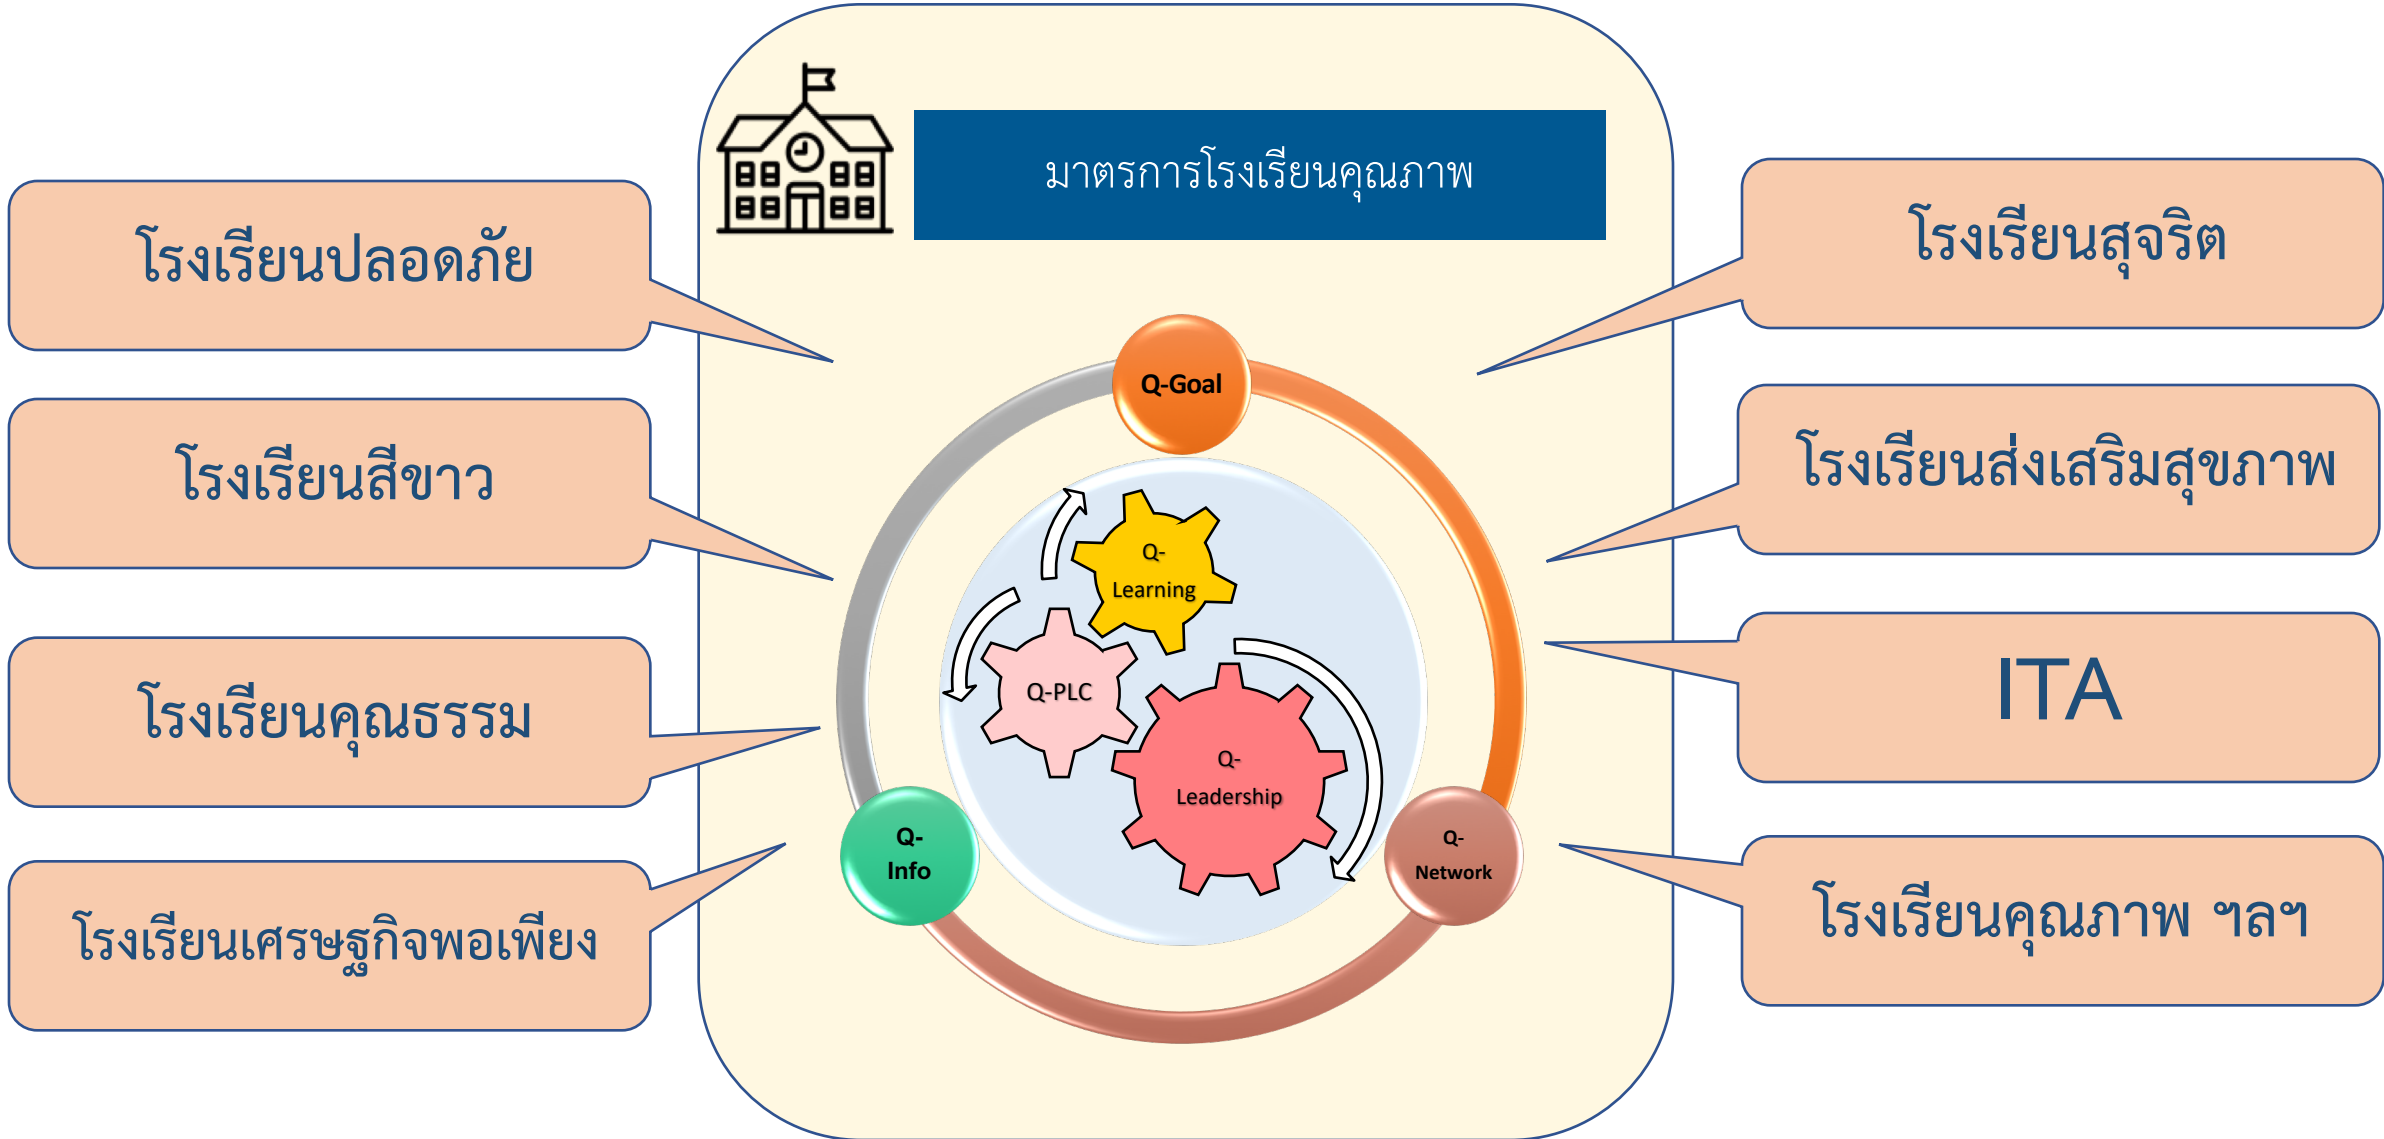 มาตรการโรงเรียนคุณภาพ
โรงเรียนปลอดภัย
โรงเรียนสีขาว
โรงเรียนคุณธรรม
โรงเรียนเศรษฐกิจพอเพียง
Q-Goal
Q-
Learning
Q-PLC
Q-
Leadership
Q-
Info
Q-
Network
โรงเรียนสุจริต
โรงเรียนส่งเสริมสุขภาพ
ITA
โรงเรียนคุณภาพ ฯลฯ